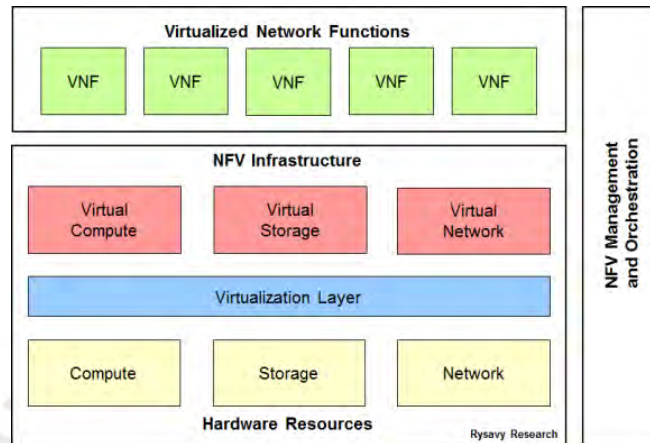 Virtualized Network Functions
VNF VNF VNF VNF VNF
NFV Infrastructure
Virtual Compute
Virtual Storage
Virtual Network
Virtualization Layer
Compute Storage Network
Hardware Resources
Rysavy Research
NFV Management
and Orchestration